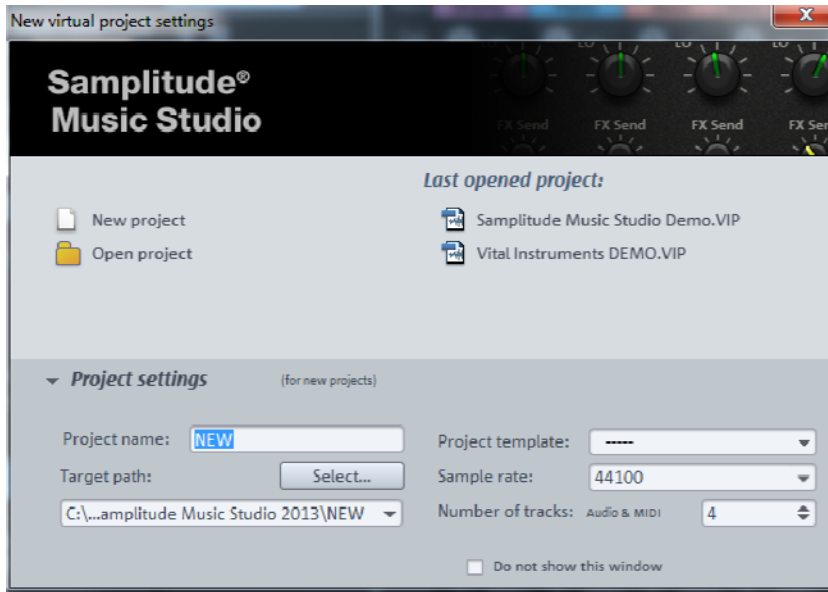 New virtual project settings
x
Samplitude®
Music Studio
LO LO LO LO
FX Send FX Send FX Send FX Ser
Last opened project:
New project
Open project
Samplitude Music Studio Demo.VIP
Vital Instruments DEMO.VIP
Project settings (for new projects)
Project name: NEW
Target path: Select...
C:\...amplitude Music Studio 2013\NEW
Project template: -----
Sample rate: 44100
Number of tracks: Audio & MIDI 4
Do not show this window